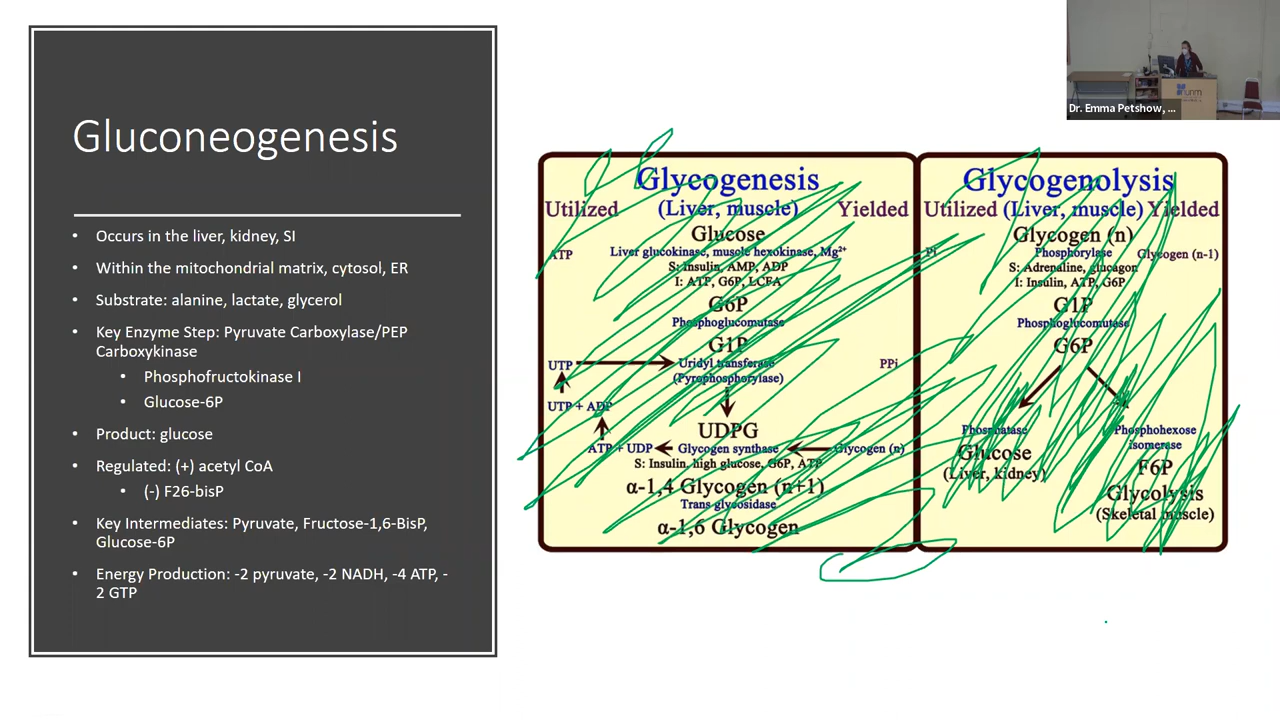 Gluconeogenesis
• Occurs in the liver, kidney, SI
• Within the mitochondrial matrix, cytosol, ER
• Substrate: alanine, lactate, glycerol
• Key Enzyme Step: Pyruvate Carboxylase/PEP
Carboxykinase
• Phosphofructokinase I
• Glucose-6P
• Product: glucose
• Regulated: (+) acetyl CoA
• (-) F26-bisP
• Key Intermediates: Pyruvate, Fructose-1,6-BisP,
Glucose-6P
• Energy Production: -2 pyruvate, -2 NADH, -4 ATP, -
2 GTP
Glycogenesis
Utilized (Liver, muscle) Yielded
Glucose
ATP Liver glucokinase, muscle hexokinase, Mg²⁺
S: Insulin, AMP, ADP
I: ATP, G6P, LCFA
G6P
Phosphoglucomutase
G1P
UTP Uridyl transferase PPi
(Pyrophosphorylase)
UTP + ADP
UDPG
ATP + UDP Glycogen synthase Glycogen (n)
S: Insulin, high glucose, G6P, ATP
α-1,4 Glycogen (n+1)
Trans glycosidase
α-1,6 Glycogen
Glycogenolysis
Utilized (Liver, muscle) Yielded
Glycogen (n)
Pi Phosphorylase Glycogen (n-1)
S: Adrenaline, glucagon
I: Insulin, ATP, G6P
G1P
Phosphoglucomutase
G6P
Phosphatase
Glucose
(Liver, kidney)
Phosphohexose
isomerase
F6P
Glycolysis
(Skeletal muscle)
nunm
Dr. Emma Petshow, ...